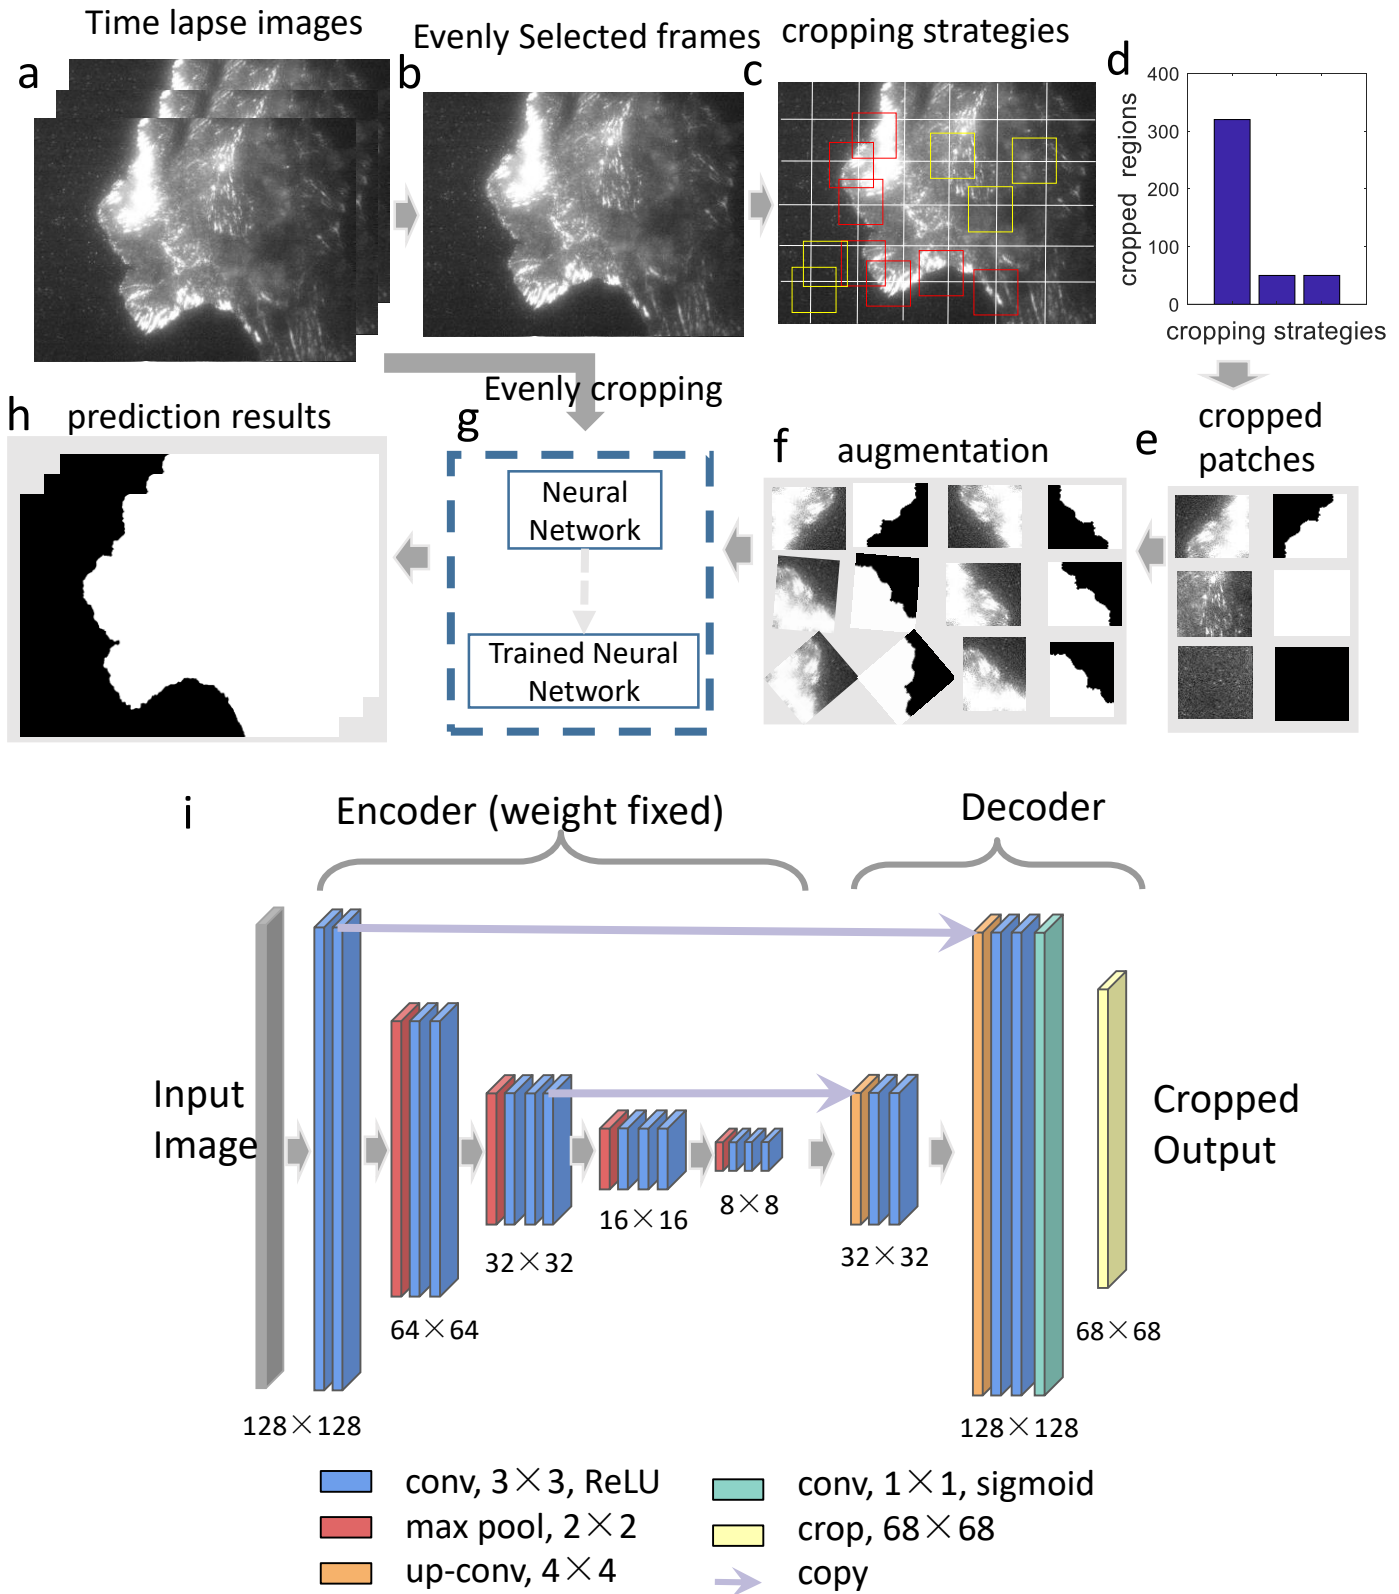 Time lapse images
Evenly Selected frames
cropping strategies
a
b
c
d
400
300
200
100
0
cropped regions
cropping strategies
Evenly cropping
h
prediction results
g
Neural
Network
Trained Neural
Network
f
augmentation
e
cropped
patches
i
Encoder (weight fixed)
Decoder
Input
Image
Cropped
Output
128×128
64×64
32×32
16×16
8×8
32×32
128×128
68×68
conv, 3×3, ReLU
max pool, 2×2
up-conv, 4×4
conv, 1×1, sigmoid
crop, 68×68
copy